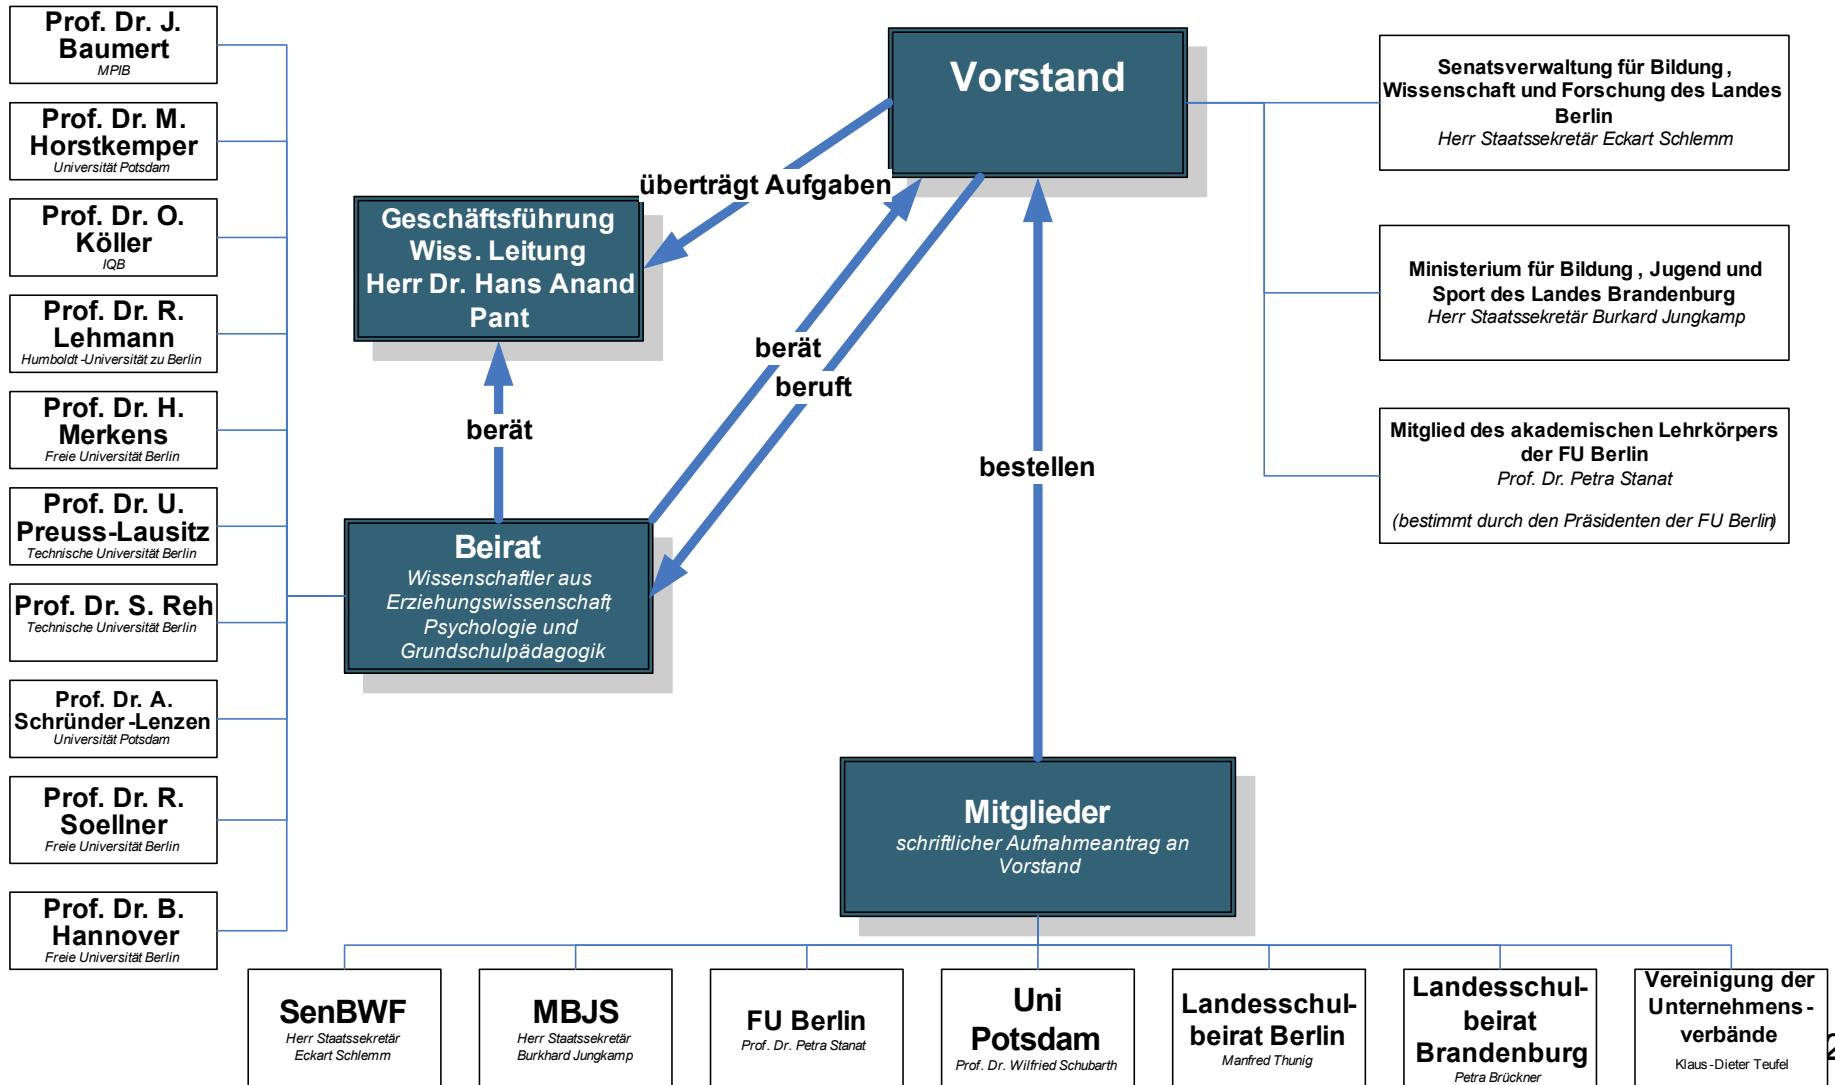 Prof. Dr. J.
Baumert
MPIB
Prof. Dr. M.
Horstkemper
Universität Potsdam
Prof. Dr. O.
Köller
IQB
Prof. Dr. R.
Lehmann
Humboldt-Universität zu Berlin
Prof. Dr. H.
Merkens
Freie Universität Berlin
Prof. Dr. U.
Preuss-Lausitz
Technische Universität Berlin
Prof. Dr. S. Reh
Technische Universität Berlin
Prof. Dr. A.
Schründer-Lenzen
Universität Potsdam
Prof. Dr. R.
Soellner
Freie Universität Berlin
Prof. Dr. B.
Hannover
Freie Universität Berlin
Vorstand
überträgt Aufgaben
Geschäftsführung
Wiss. Leitung
Herr Dr. Hans Anand
Pant
berät
berät
beruft
bestellen
Beirat
Wissenschaftler aus
Erziehungswissenschaft,
Psychologie und
Grundschulpädagogik
Senatsverwaltung für Bildung,
Wissenschaft und Forschung des Landes
Berlin
Herr Staatssekretär Eckart Schlemm
Ministerium für Bildung, Jugend und
Sport des Landes Brandenburg
Herr Staatssekretär Burkard Jungkamp
Mitglied des akademischen Lehrkörpers
der FU Berlin
Prof. Dr. Petra Stanat
(bestimmt durch den Präsidenten der FU Berlin)
Mitglieder
schriftlicher Aufnahmeantrag an
Vorstand
SenBWF
Herr Staatssekretär
Eckart Schlemm
MBJS
Herr Staatssekretär
Burkhard Jungkamp
FU Berlin
Prof. Dr. Petra Stanat
Uni
Potsdam
Prof. Dr. Wilfried Schubarth
Landesschul-
beirat Berlin
Manfred Thunig
Landesschul-
beirat
Brandenburg
Petra Brückner
Vereinigung der
Unternehmens-
verbände
Klaus-Dieter Teufel